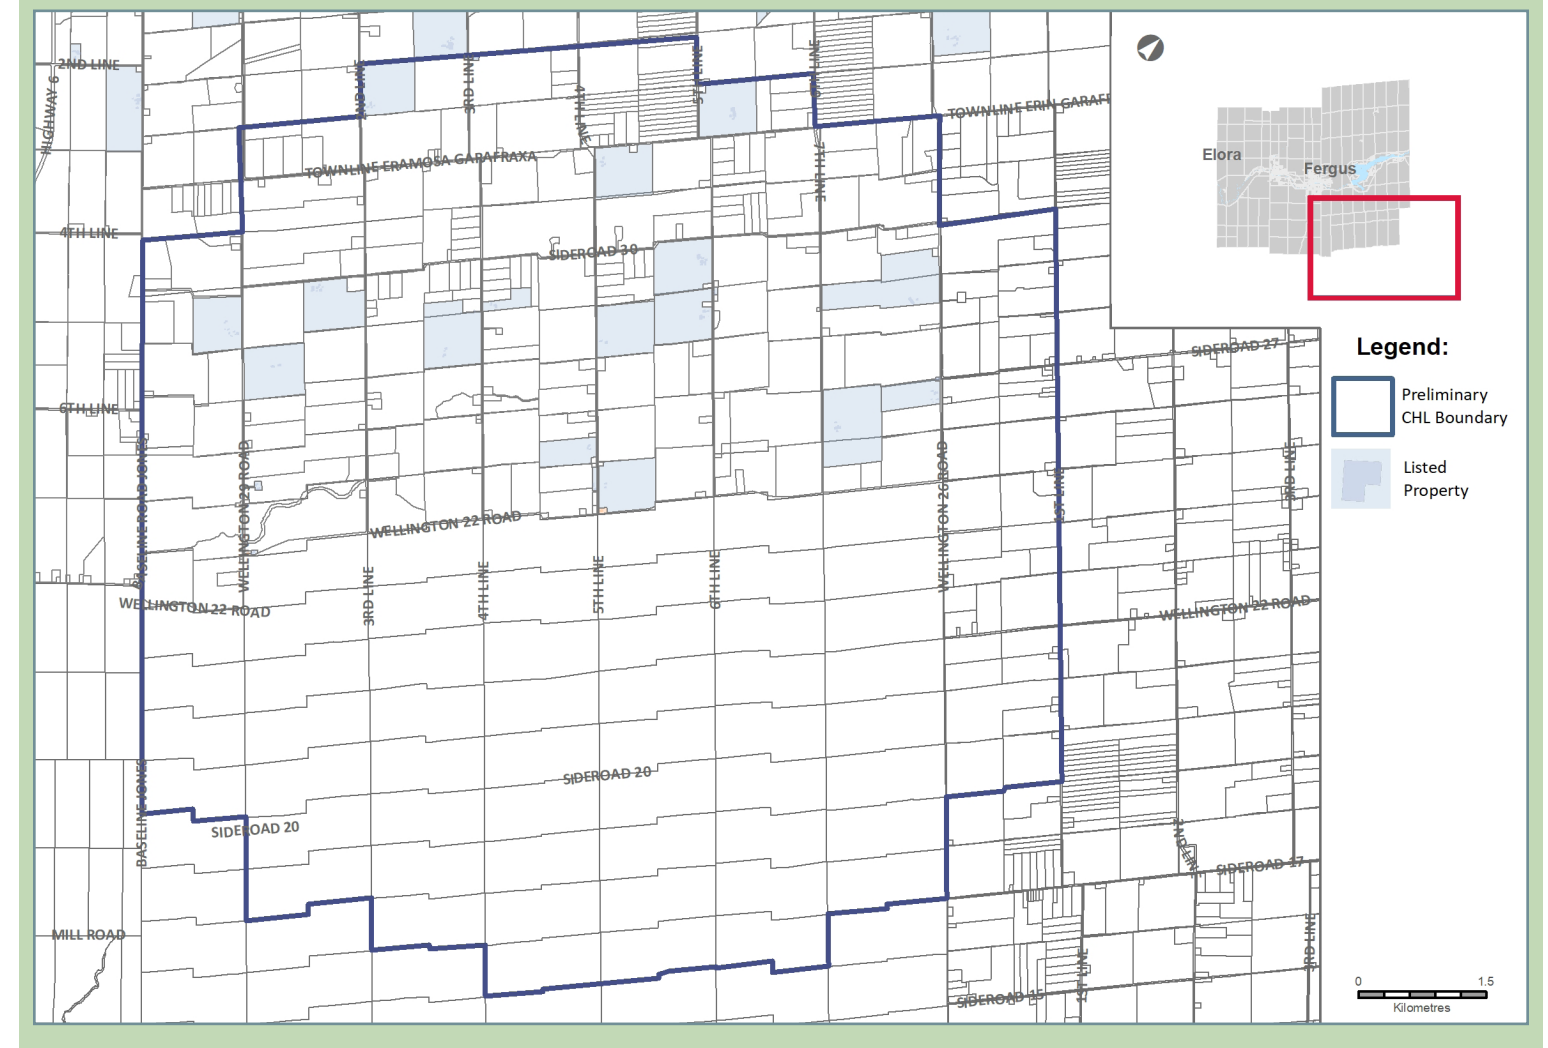 2ND LINE
HIGHWAY 6
2ND LINE
3RD LINE
4TH LINE
5TH LINE
6TH LINE
7TH LINE
TOWNLINE ERIN GARAF
TOWNLINE ERAMOSA GARAFRAXA
4TH LINE
SIDEROAD 30
6TH LINE
BASELINE ROAD JONES
WELLINGTON 29 ROAD
WELLINGTON 22 ROAD
WELLINGTON 22 ROAD
3RD LINE
4TH LINE
5TH LINE
6TH LINE
WELLINGTON 26 ROAD
1ST LINE
3RD LINE
SIDEROAD 27
WELLINGTON 22 ROAD
SIDEROAD 20
BASELINE JONES
SIDEROAD 20
2ND LINE
SIDEROAD 17
MILL ROAD
1ST LINE
3RD LINE
SIDEROAD 15
Elora
Fergus
Legend:
Preliminary
CHL Boundary
Listed
Property
0 1.5
Kilometres